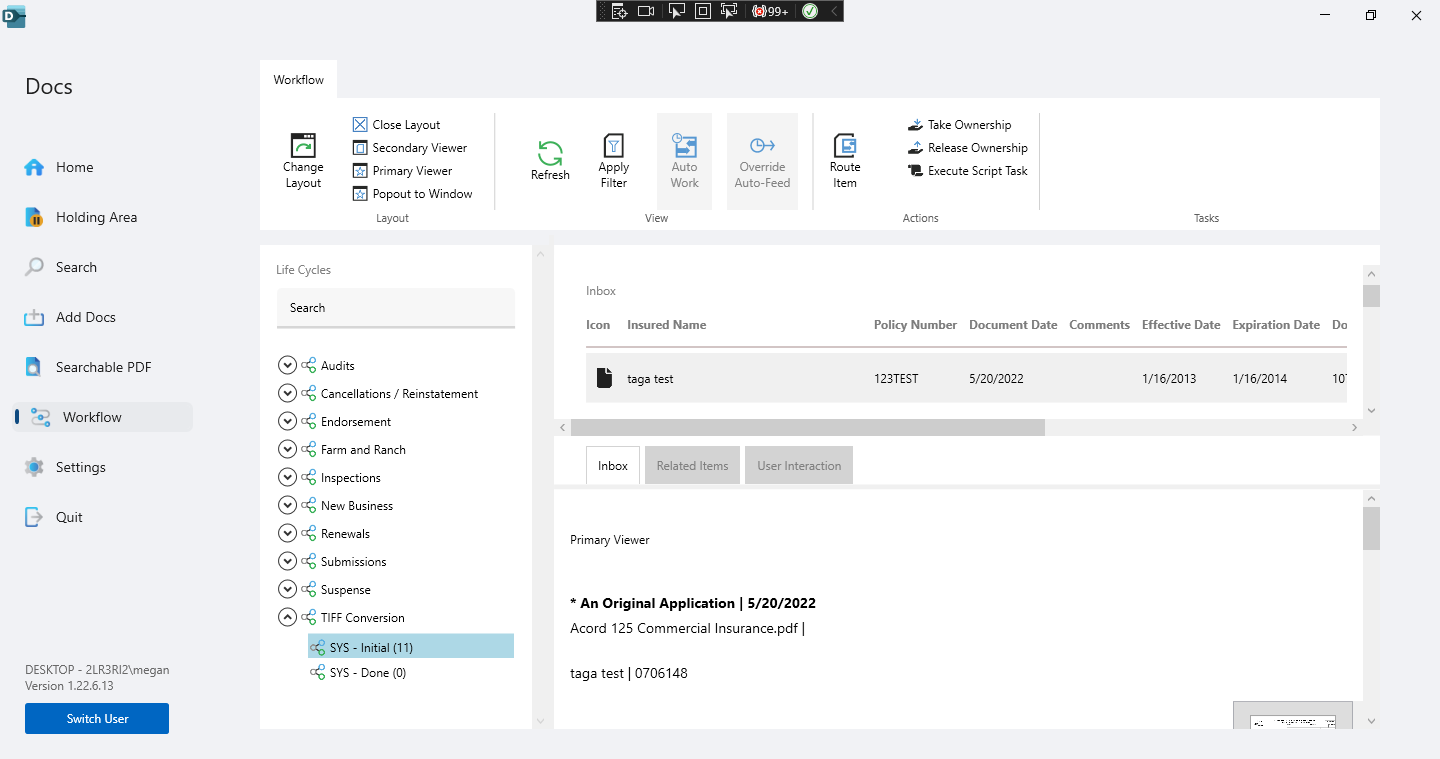 D
99+
Docs
Home
Holding Area
Search
Add Docs
Searchable PDF
Workflow
Settings
Quit
DESKTOP - 2LR3RI2\megan
Version 1.22.6.13
Switch User
Workflow
Change Layout
Close Layout
Secondary Viewer
Primary Viewer
Popout to Window
Layout
Refresh
Apply Filter
Auto Work
Override Auto-Feed
View
Route Item
Take Ownership
Release Ownership
Execute Script Task
Actions
Tasks
Life Cycles
Search
Audits
Cancellations / Reinstatement
Endorsement
Farm and Ranch
Inspections
New Business
Renewals
Submissions
Suspense
TIFF Conversion
SYS - Initial (11)
SYS - Done (0)
Inbox
Icon Insured Name Policy Number Document Date Comments Effective Date Expiration Date Do
taga test 123TEST 5/20/2022 1/16/2013 1/16/2014
Inbox Related Items User Interaction
Primary Viewer
* An Original Application | 5/20/2022
Acord 125 Commercial Insurance.pdf |
taga test | 0706148